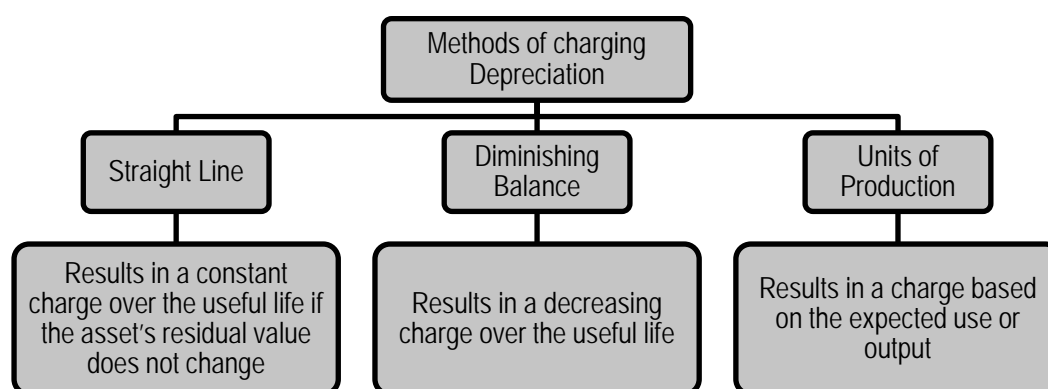 Methods of charging
Depreciation
Straight Line
Diminishing
Balance
Units of
Production
Results in a constant
charge over the useful life if
the asset's residual value
does not change
Results in a decreasing
charge over the useful life
Results in a charge based
on the expected use or
output